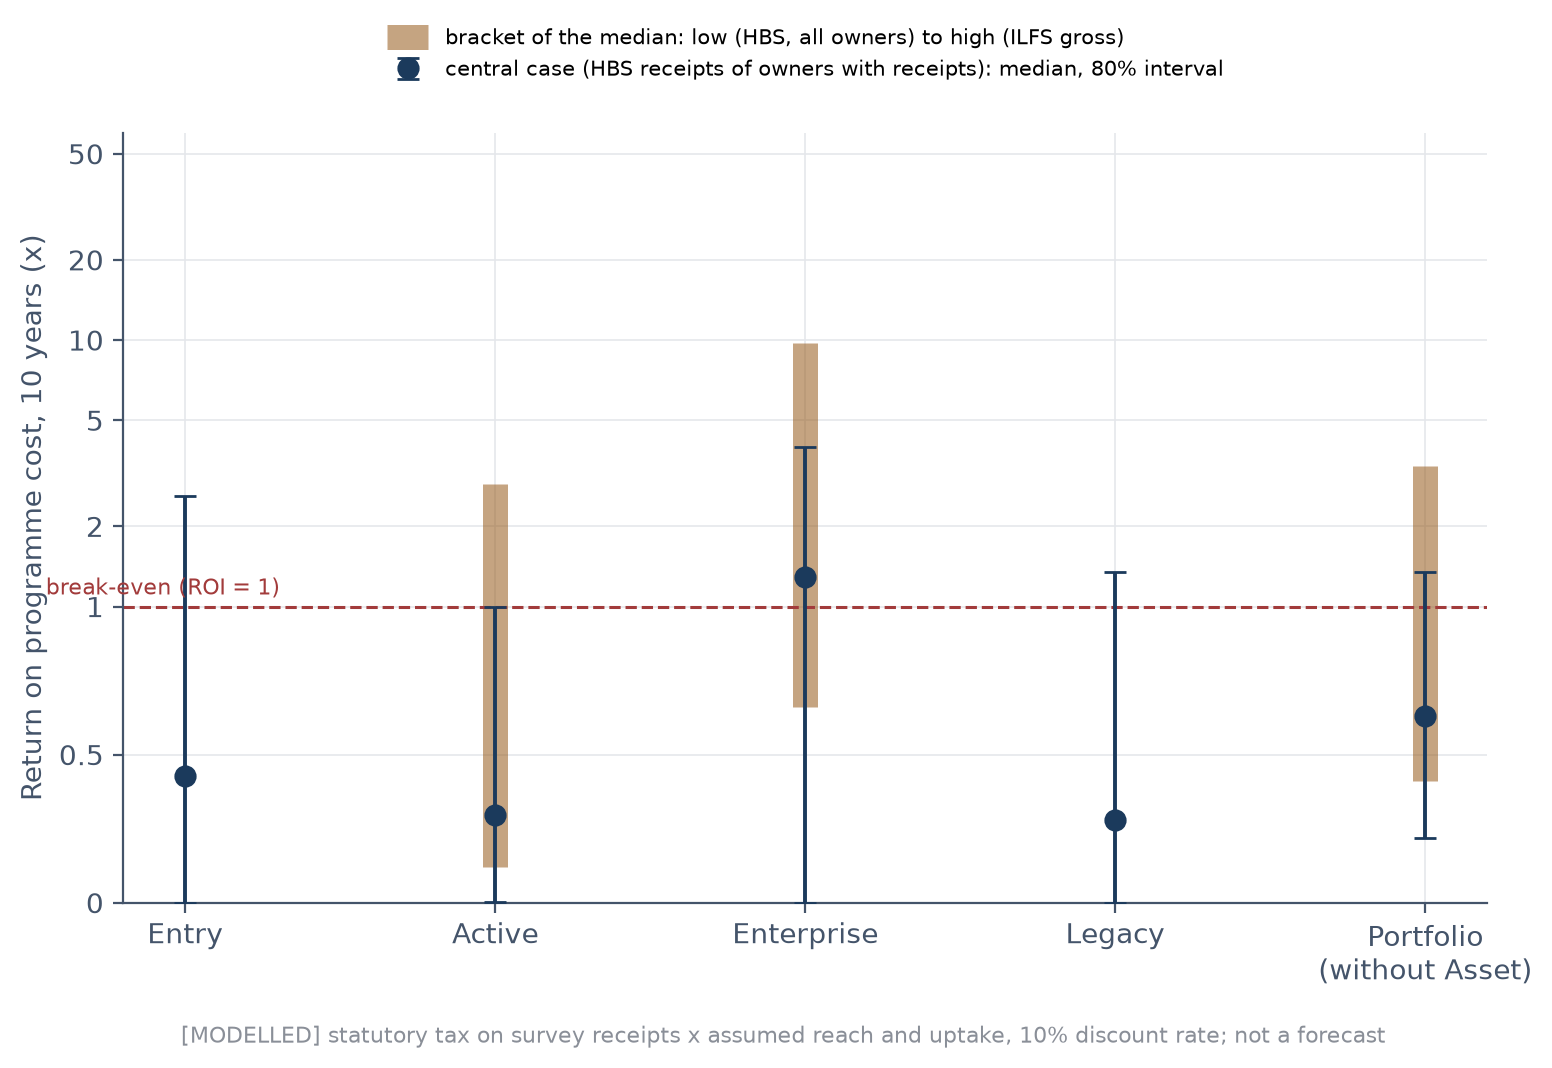 bracket of the median: low (HBS, all owners) to high (ILFS gross)
central case (HBS receipts of owners with receipts): median, 80% interval
Return on programme cost, 10 years (x)
50
20
10
5
2
break-even (ROI = 1)
1
0.5
0
Entry
Active
Enterprise
Legacy
Portfolio
(without Asset)
[MODELLED] statutory tax on survey receipts x assumed reach and uptake, 10% discount rate; not a forecast